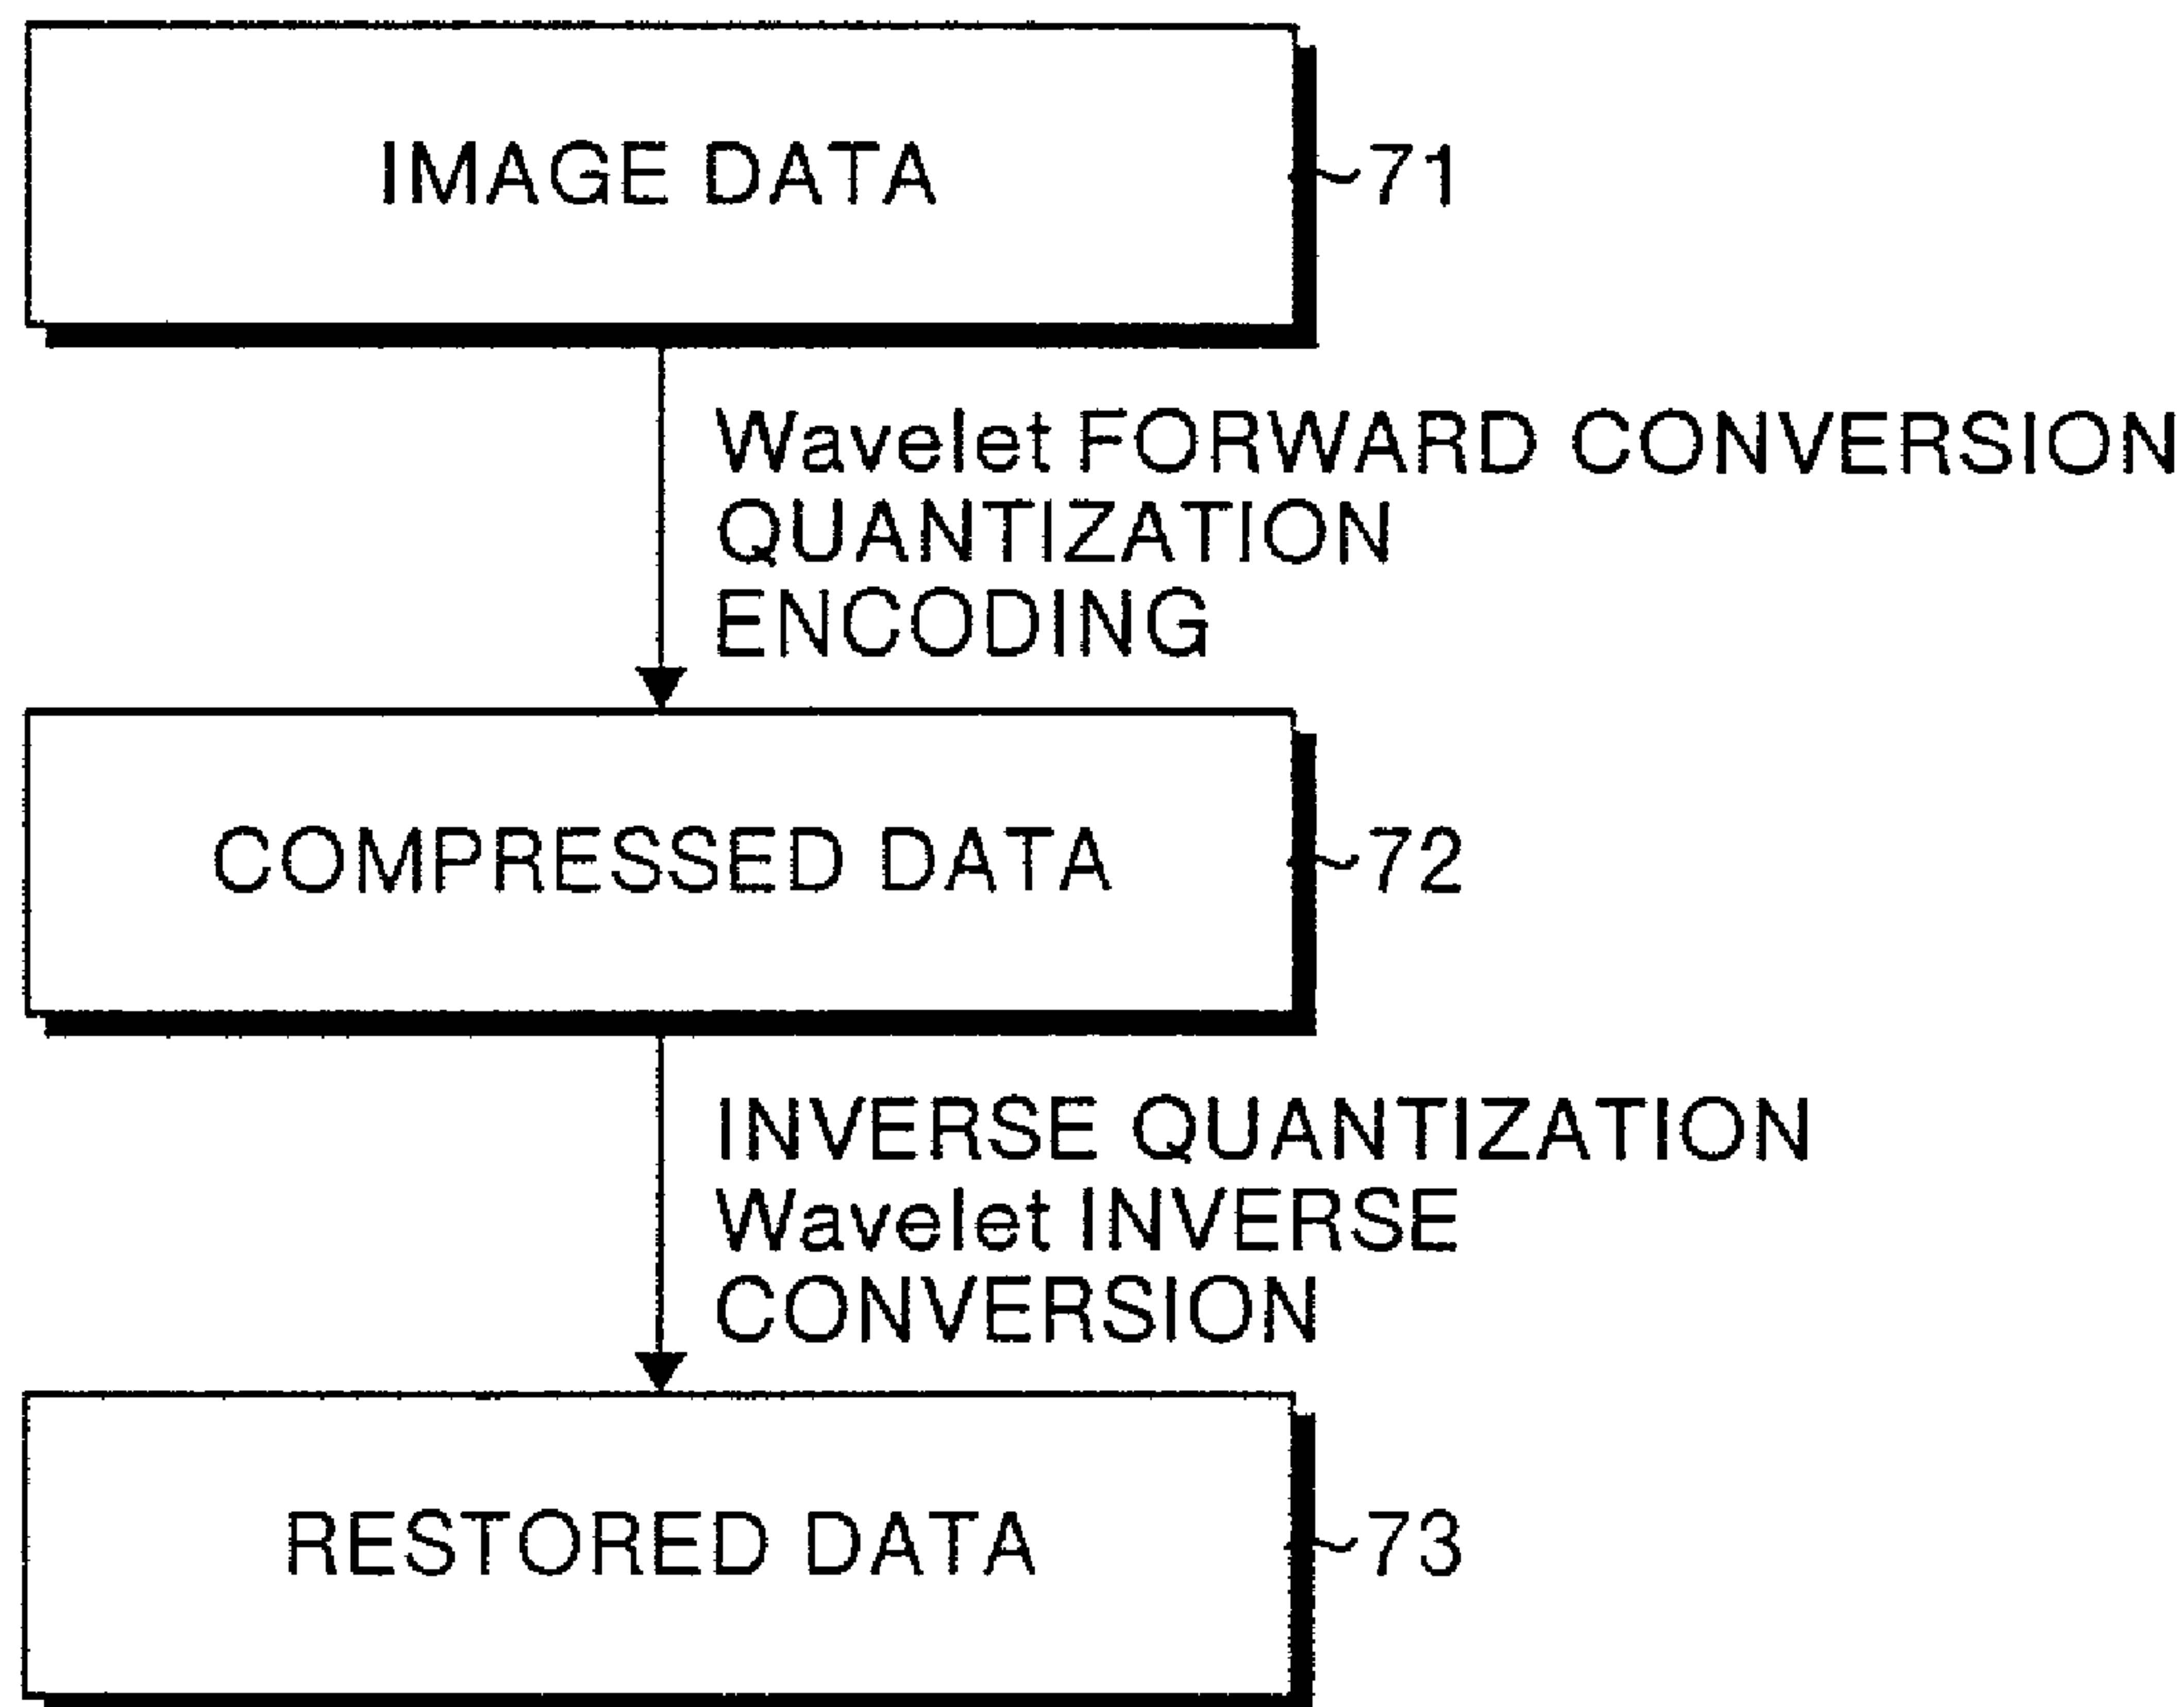 IMAGE DATA
71
Wavelet FORWARD CONVERSION
QUANTIZATION
ENCODING
COMPRESSED DATA
72
INVERSE QUANTIZATION
Wavelet INVERSE
CONVERSION
RESTORED DATA
73